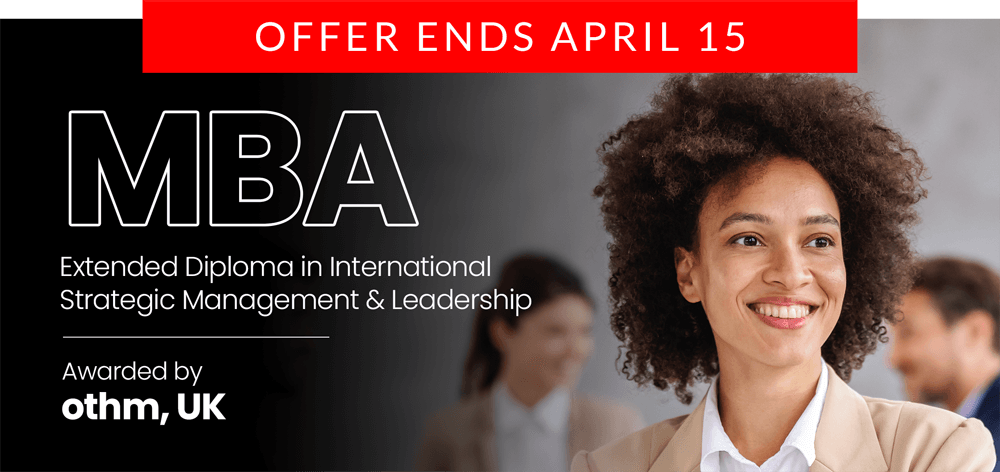 OFFER ENDS APRIL 15
MBA
Extended Diploma in International
Strategic Management & Leadership
Awarded by
othm, UK